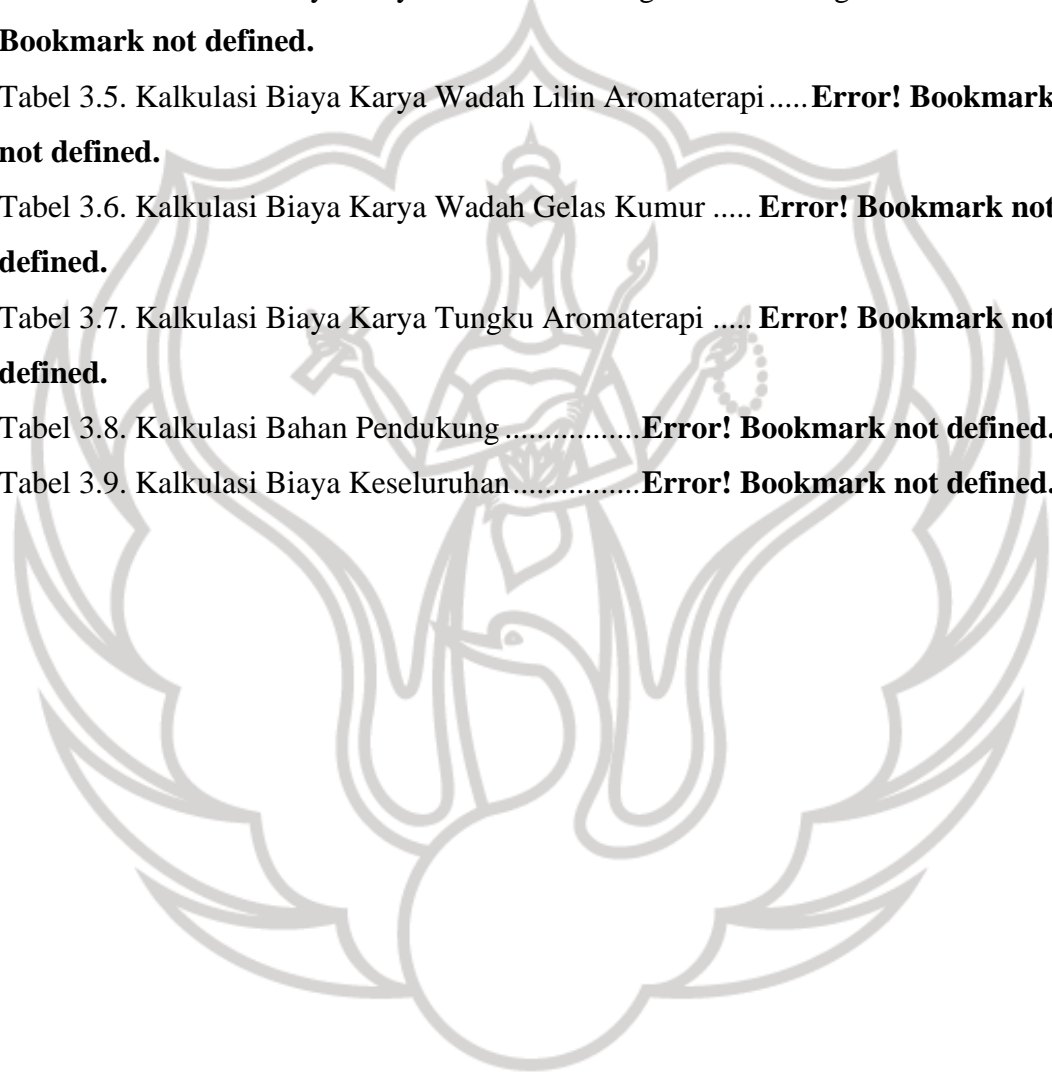 Bookmark not defined.
Tabel 3.5. Kalkulasi Biaya Karya Wadah Lilin Aromaterapi.....Error! Bookmark
not defined.
Tabel 3.6. Kalkulasi Biaya Karya Wadah Gelas Kumur ..... Error! Bookmark not
defined.
Tabel 3.7. Kalkulasi Biaya Karya Tungku Aromaterapi ..... Error! Bookmark not
defined.
Tabel 3.8. Kalkulasi Bahan Pendukung.................Error! Bookmark not defined.
Tabel 3.9. Kalkulasi Biaya Keseluruhan................Error! Bookmark not defined.